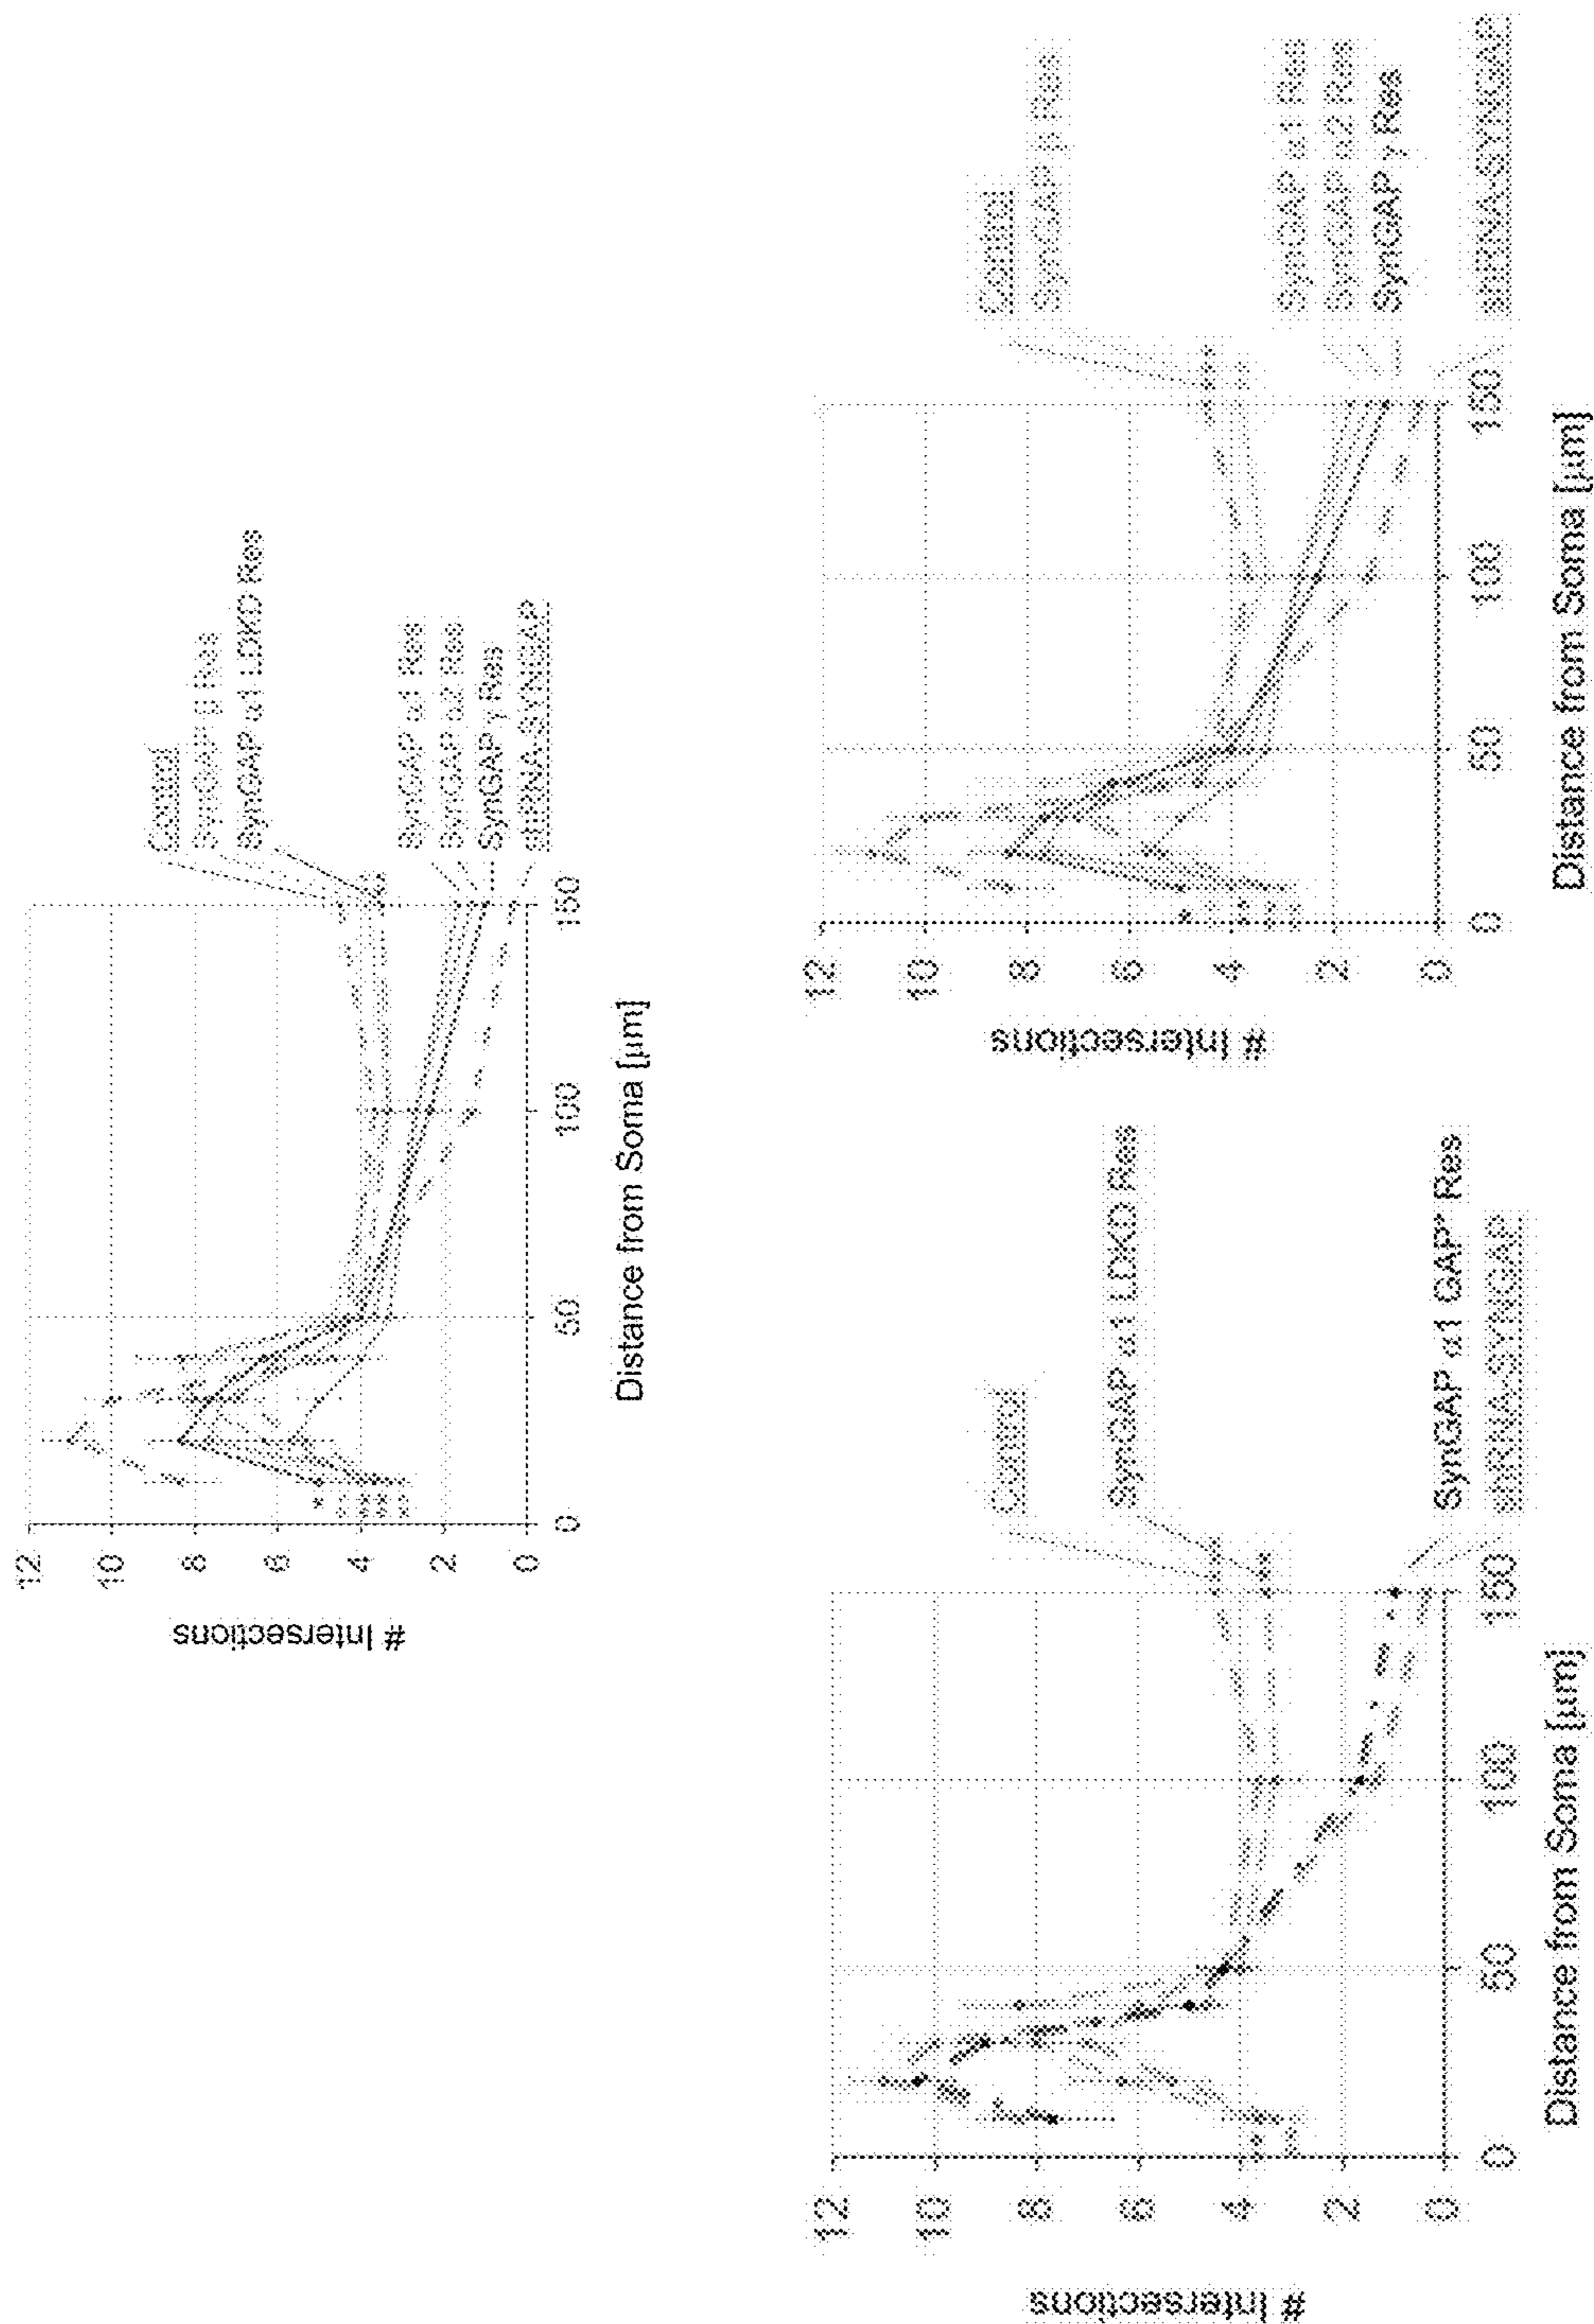 # Intersections
12
10
8
6
4
2
0
0
50
100
150
Distance from Soma [μm]
Control
SynGAP β Res
SynGAP α1 LDKO Res
SynGAP α1 Res
SynGAP α2 Res
SynGAP γ Res
shRNA-SYNGAP
# Intersections
12
10
8
6
4
2
0
0
50
100
150
Distance from Soma [μm]
Control
SynGAP α1 LDKO Res
SynGAP α1 GAP* Res
shRNA-SYNGAP
# Intersections
12
10
8
6
4
2
0
0
50
100
150
Distance from Soma [μm]
Control
SynGAP β Res
SynGAP α1 Res
SynGAP α2 Res
SynGAP γ Res
shRNA-SYNGAP